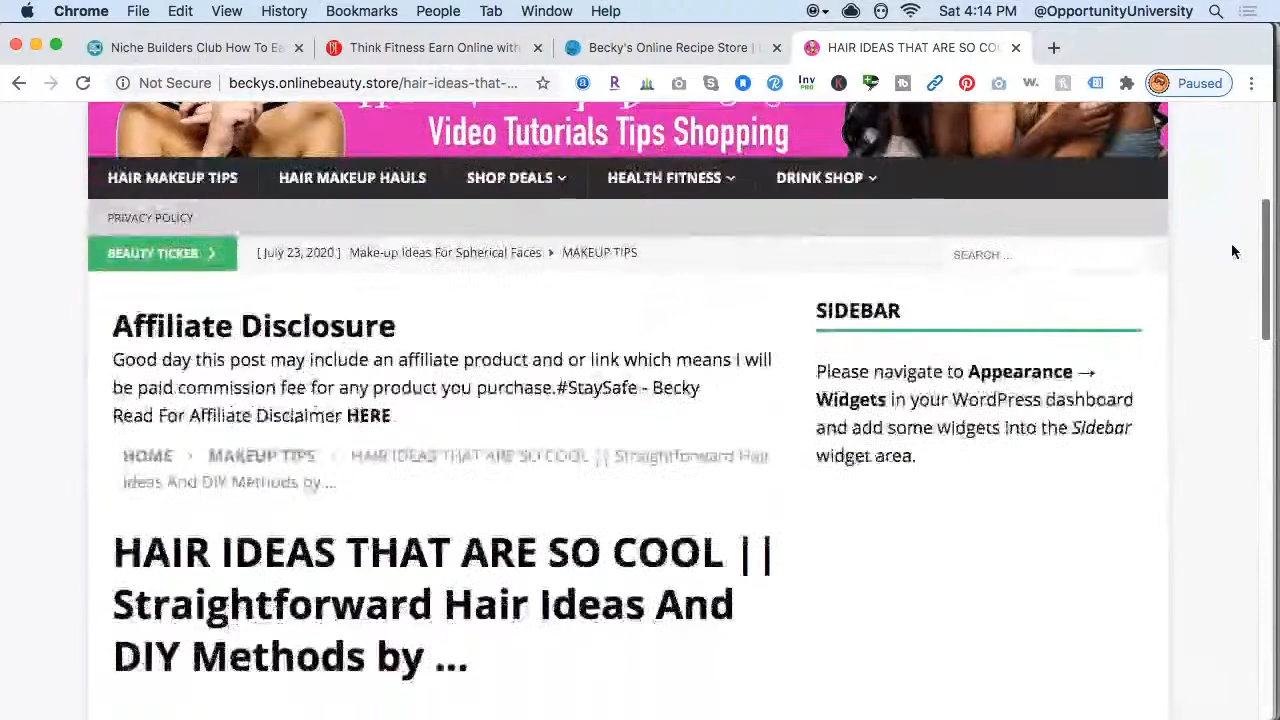 Chrome File Edit View History Bookmarks People Tab Window Help Sat 4:14 PM @OpportunityUniversity
Niche Builders Club How To Ea Think Fitness Earn Online with Becky's Online Recipe Store | HAIR IDEAS THAT ARE SO CO
Not Secure beckys.onlinebeauty.store/hair-ideas-that-... Inv PRO Paused
Video Tutorials Tips Shopping
HAIR MAKEUP TIPS HAIR MAKEUP HAULS SHOP DEALS HEALTH FITNESS DRINK SHOP
PRIVACY POLICY
BEAUTY TICKER [ July 23, 2020 ] Make-up Ideas For Spherical Faces MAKEUP TIPS SEARCH ...
Affiliate Disclosure
Good day this post may include an affiliate product and or link which means I will
be paid commission fee for any product you purchase.#StaySafe - Becky
Read For Affiliate Disclaimer HERE
SIDEBAR
Please navigate to Appearance →
Widgets in your WordPress dashboard
and add some widgets into the Sidebar
widget area.
HOME › MAKEUP TIPS › HAIR IDEAS THAT ARE SO COOL || Straightforward Hair
Ideas And DIY Methods by ...
HAIR IDEAS THAT ARE SO COOL ||
Straightforward Hair Ideas And
DIY Methods by ...